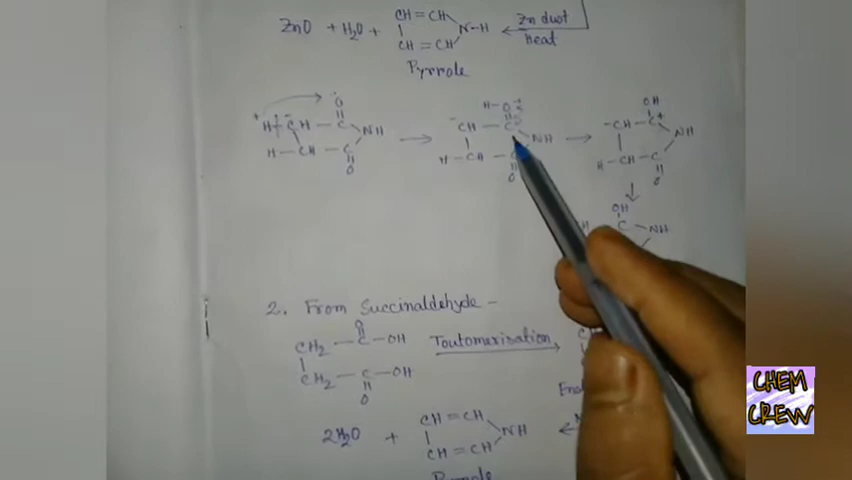 CH = CH
Zn dust
ZnO + H2O + N-H
heat
CH = CH
Pyrrole
O OH
H CH - C H - O
NH CH - C NH CH - C+ NH
H - CH - C H - CH - C H - CH - C
O O O
OH
C NH
2. From Succinaldehyde -
O
CH2 - C - OH Toutomerisation
CH2 - C - OH
O
CH = CH
2H2O + NH
CH = CH
Pyrrole
CHEM
CREW